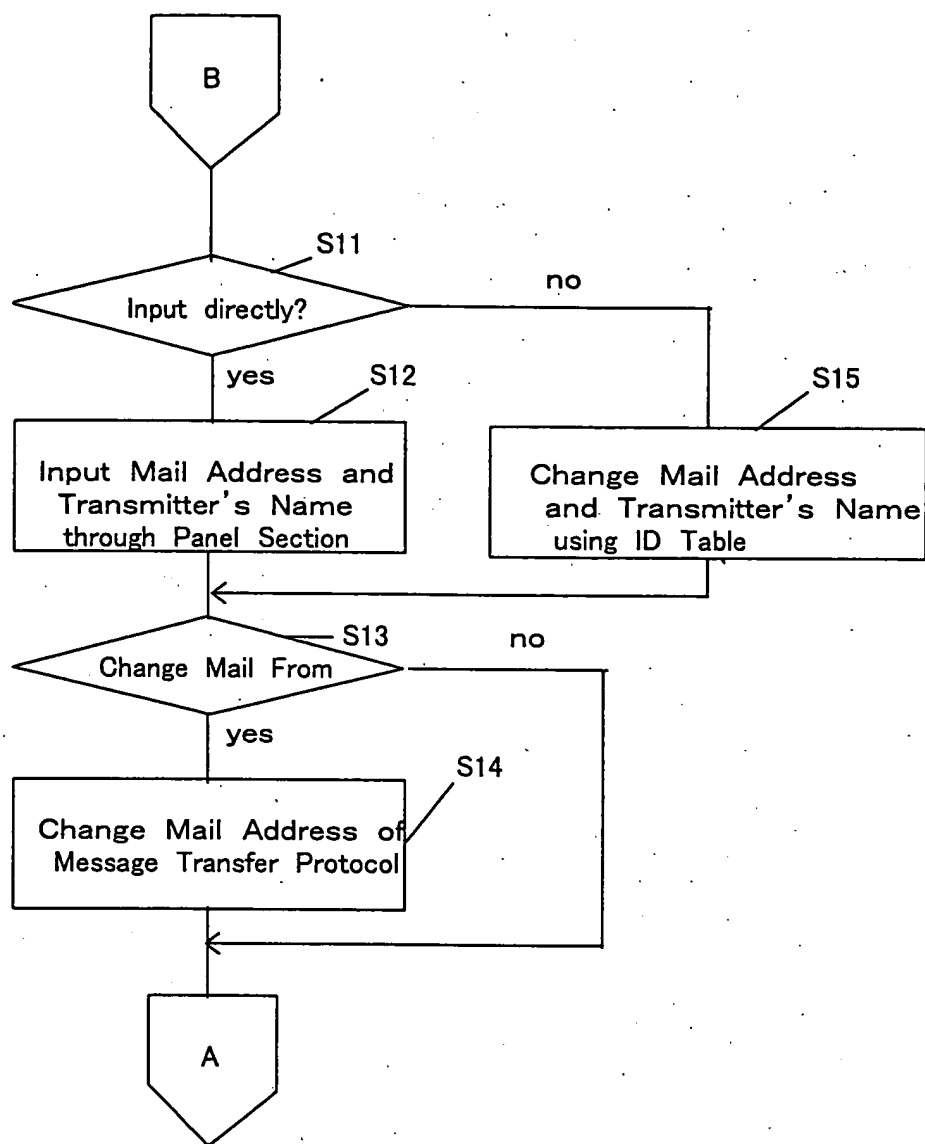 B
S11
Input directly?
no
yes
S12
S15
Input Mail Address and
Transmitter's Name
through Panel Section
Change Mail Address
and Transmitter's Name
using ID Table
S13
Change Mail From
no
yes
S14
Change Mail Address of
Message Transfer Protocol
A